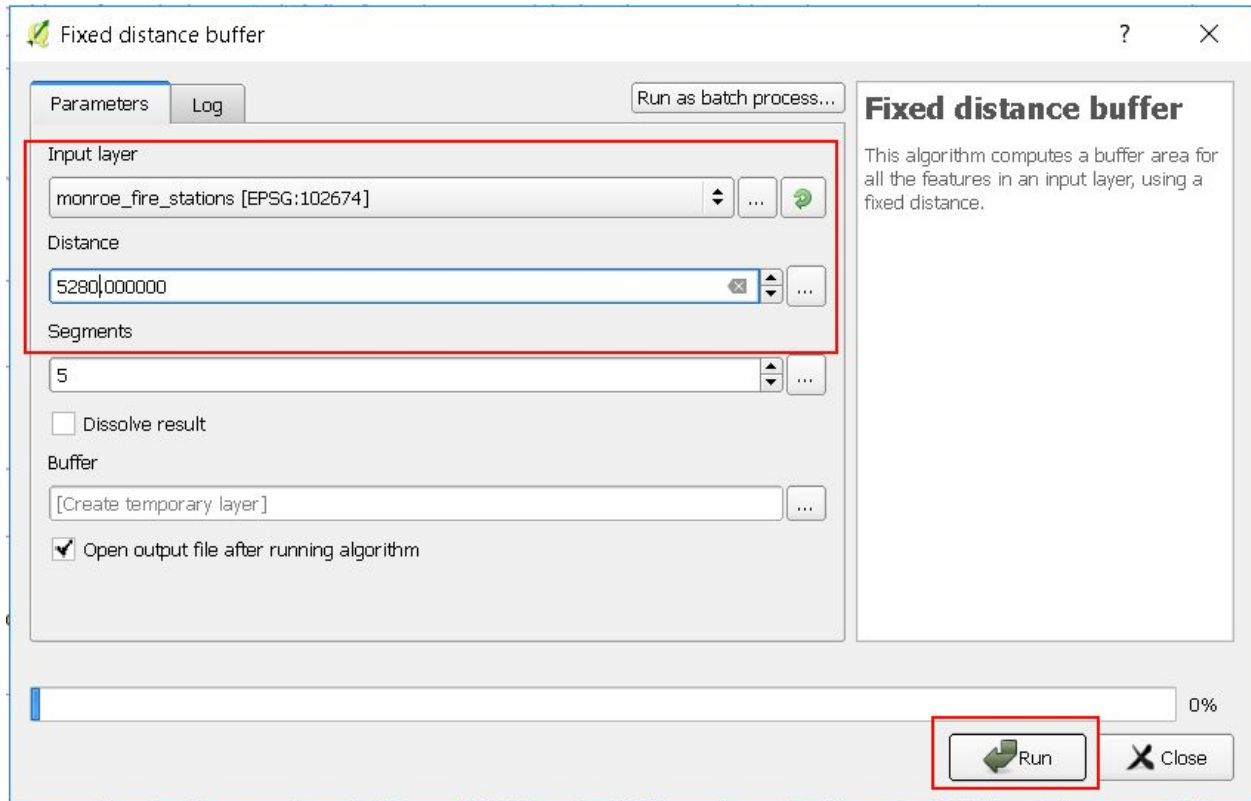 Fixed distance buffer
?
Parameters
Log
Run as batch process...
Input layer
monroe_fire_stations [EPSG:102674]
...
Distance
5280.000000
...
Segments
5
...
Dissolve result
Buffer
[Create temporary layer]
...
Open output file after running algorithm
Fixed distance buffer
This algorithm computes a buffer area for
all the features in an input layer, using a
fixed distance.
0%
Run
Close